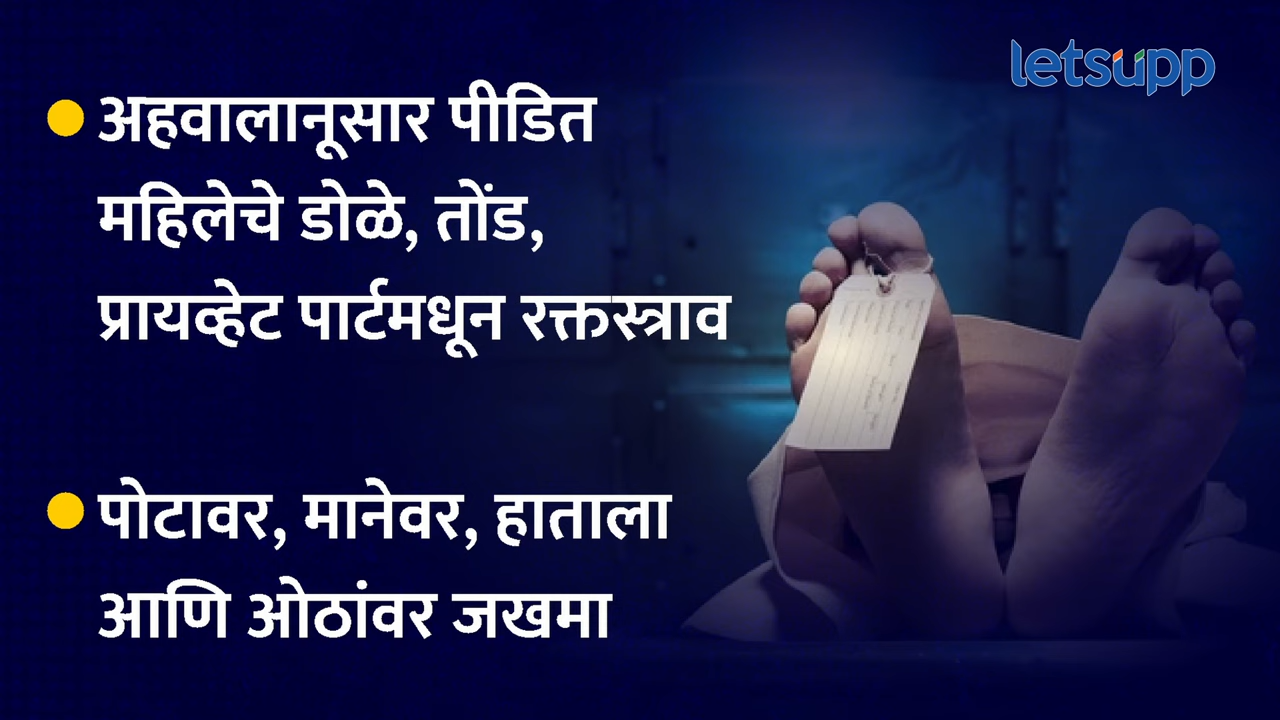 letsupp
अहवालानूसार पीडित
महिलेचे डोळे, तोंड,
प्रायव्हेट पार्टमधून रक्तस्त्राव
पोटावर, मानेवर, हाताला
आणि ओठांवर जखमा